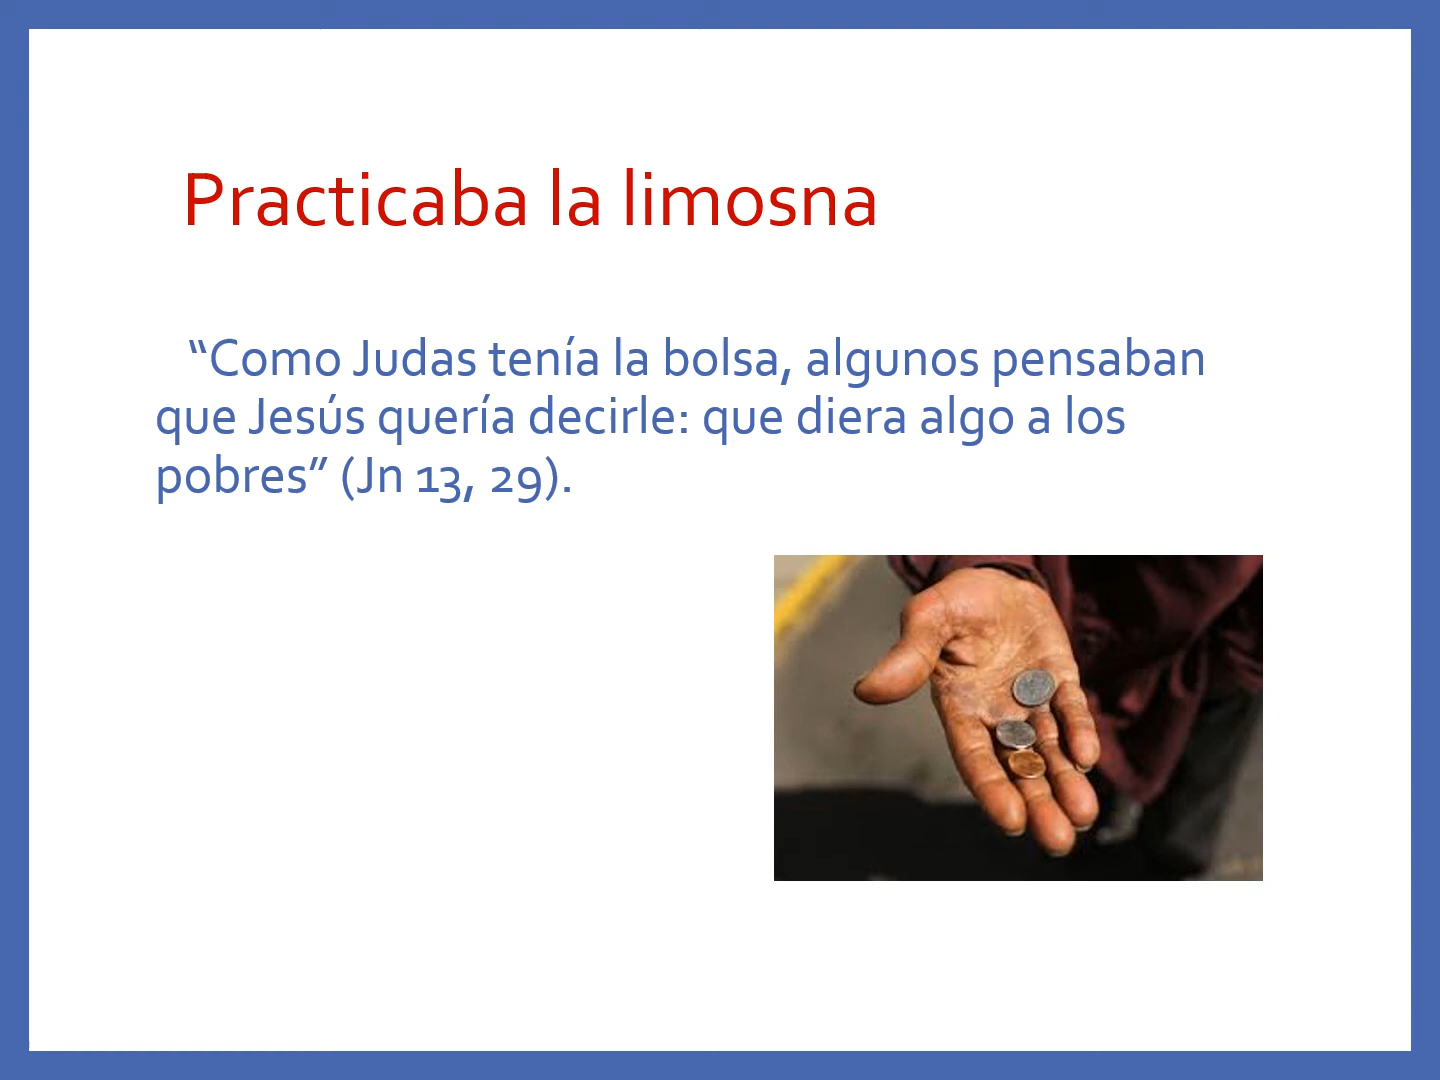 Practicaba la limosna
“Como Judas tenía la bolsa, algunos pensaban
que Jesús quería decirle: que diera algo a los
pobres” (Jn 13, 29).